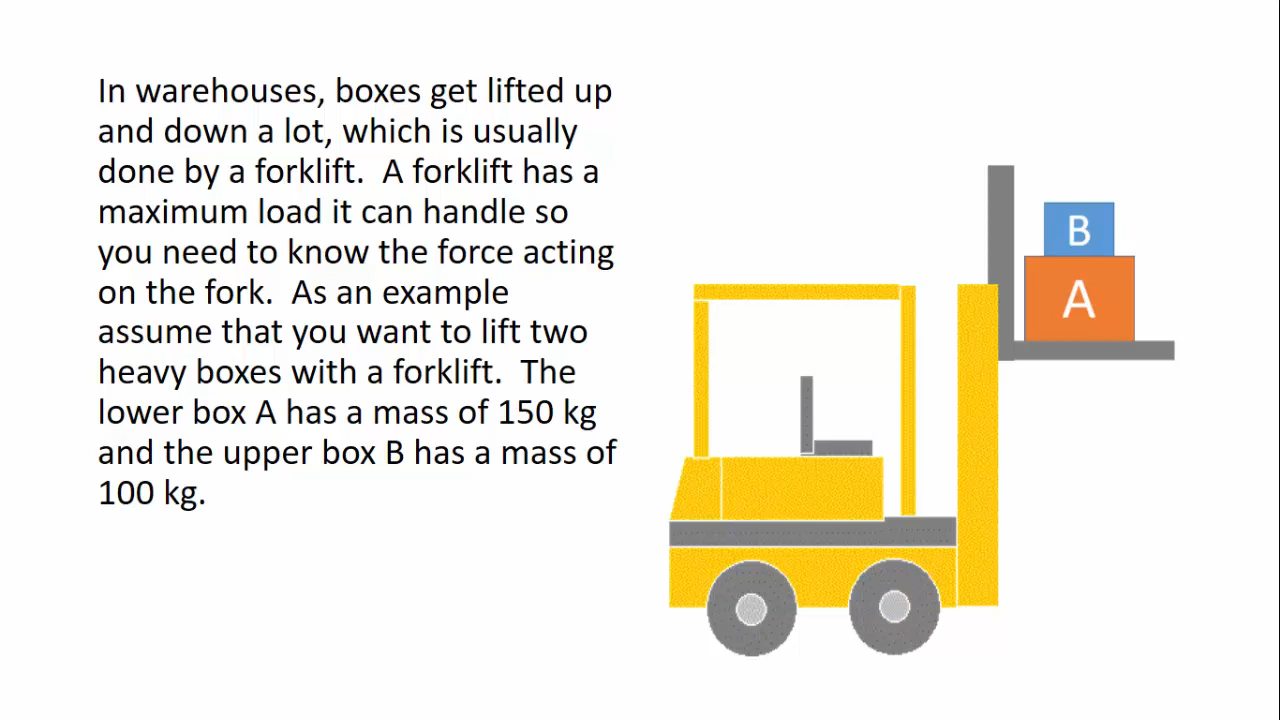 In warehouses, boxes get lifted up
and down a lot, which is usually
done by a forklift.  A forklift has a
maximum load it can handle so
you need to know the force acting
on the fork.  As an example
assume that you want to lift two
heavy boxes with a forklift.  The
lower box A has a mass of 150 kg
and the upper box B has a mass of
100 kg.
B
A